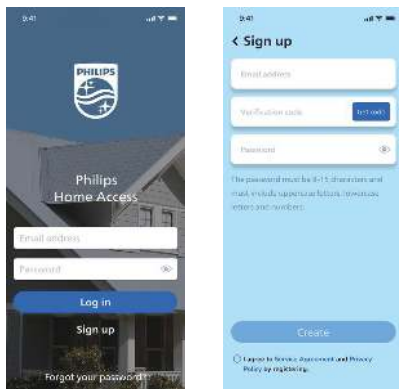 9:41
PHILIPS
Philips
Home Access
Email address
Password
Log in
Sign up
Forgot your password?
9:41
Sign up
Email address
Verification code
Password
The password must be 8-15 characters and
must include uppercase letters, lowercase
letters and numbers.
Create
I agree to Service Agreement and Privacy
Policy by registering.